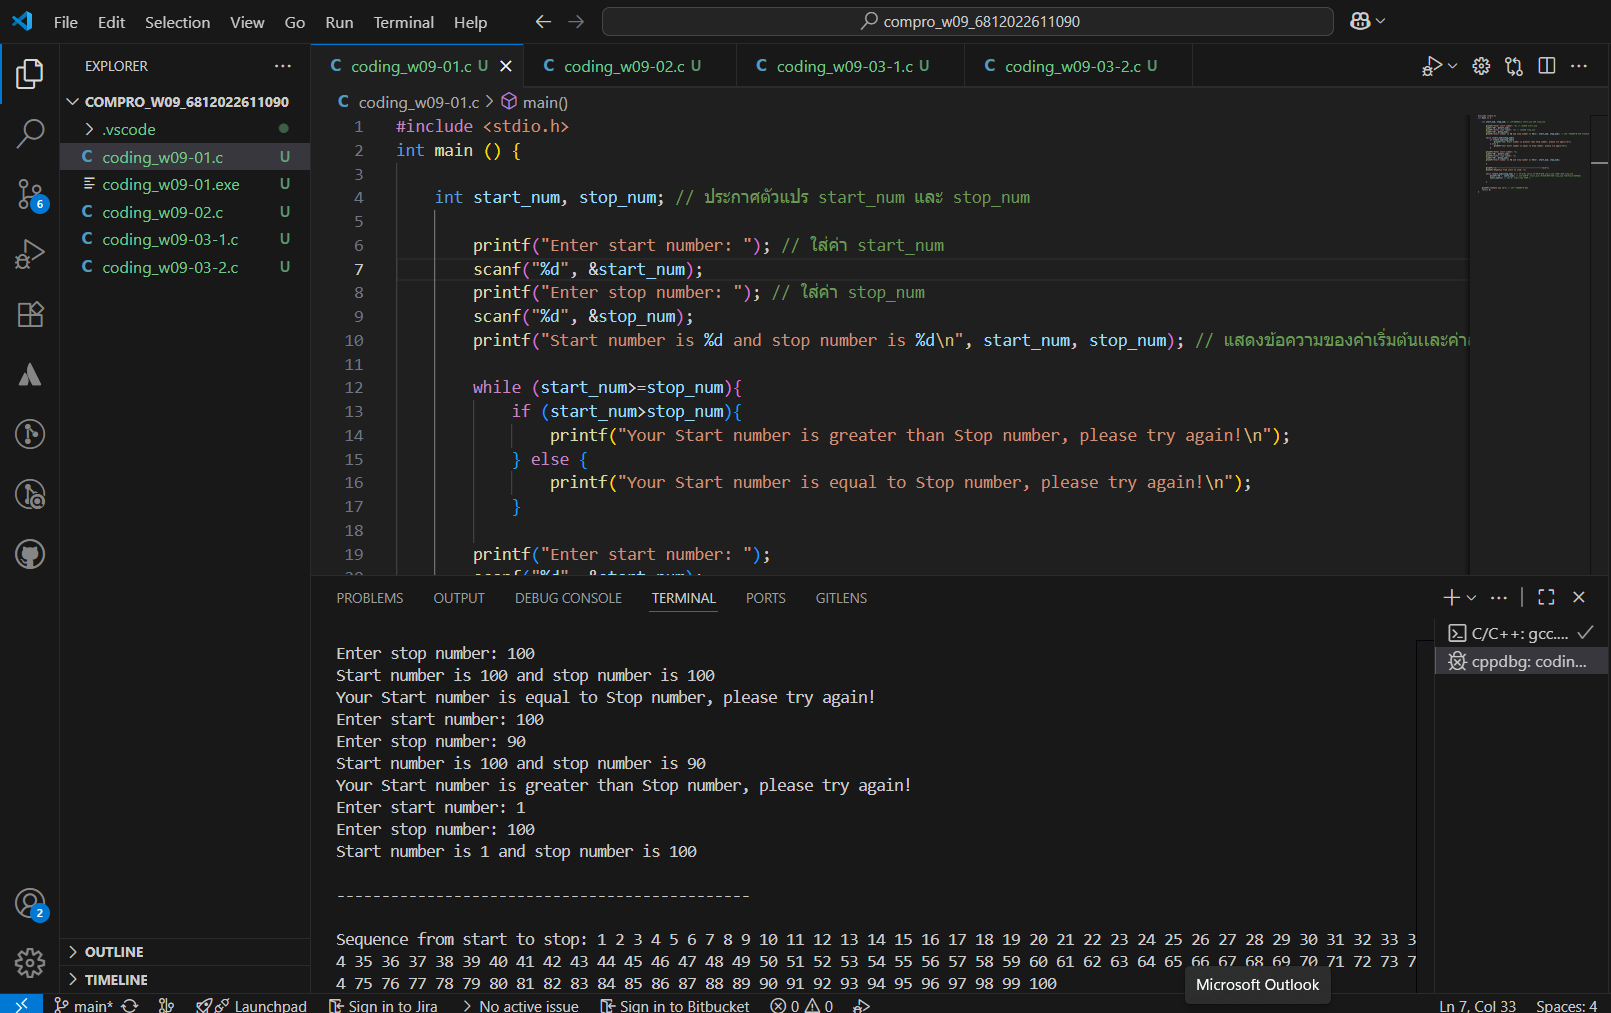 File Edit Selection View Go Run Terminal Help
compro_w09_6812022611090
EXPLORER
COMPRO_W09_6812022611090
.vscode
C coding_w09-01.c U
coding_w09-01.exe U
C coding_w09-02.c U
C coding_w09-03-1.c U
C coding_w09-03-2.c U
OUTLINE
TIMELINE
6
2
C coding_w09-01.c U C coding_w09-02.c U C coding_w09-03-1.c U C coding_w09-03-2.c U
C coding_w09-01.c > main()
1 #include <stdio.h>
2 int main () {
3
4 int start_num, stop_num; // ประกาศตัวแปร start_num และ stop_num
5
6 printf("Enter start number: "); // ใส่ค่า start_num
7 scanf("%d", &start_num);
8 printf("Enter stop number: "); // ใส่ค่า stop_num
9 scanf("%d", &stop_num);
10 printf("Start number is %d and stop number is %d\n", start_num, stop_num); // แสดงข้อความของค่าเริ่มต้นและค่า
11
12 while (start_num>=stop_num){
13 if (start_num>stop_num){
14 printf("Your Start number is greater than Stop number, please try again!\n");
15 } else {
16 printf("Your Start number is equal to Stop number, please try again!\n");
17 }
18
19 printf("Enter start number: ");
PROBLEMS OUTPUT DEBUG CONSOLE TERMINAL PORTS GITLENS
C/C++: gcc....
cppdbg: codin...
Enter stop number: 100
Start number is 100 and stop number is 100
Your Start number is equal to Stop number, please try again!
Enter start number: 100
Enter stop number: 90
Start number is 100 and stop number is 90
Your Start number is greater than Stop number, please try again!
Enter start number: 1
Enter stop number: 100
Start number is 1 and stop number is 100
----------------------------------------------
Sequence from start to stop: 1 2 3 4 5 6 7 8 9 10 11 12 13 14 15 16 17 18 19 20 21 22 23 24 25 26 27 28 29 30 31 32 33 3
4 35 36 37 38 39 40 41 42 43 44 45 46 47 48 49 50 51 52 53 54 55 56 57 58 59 60 61 62 63 64 65 66 67 68 69 70 71 72 73 7
4 75 76 77 78 79 80 81 82 83 84 85 86 87 88 89 90 91 92 93 94 95 96 97 98 99 100
Microsoft Outlook
main* Launchpad Sign in to Jira No active issue Sign in to Bitbucket 0 0 Ln 7, Col 33 Spaces: 4